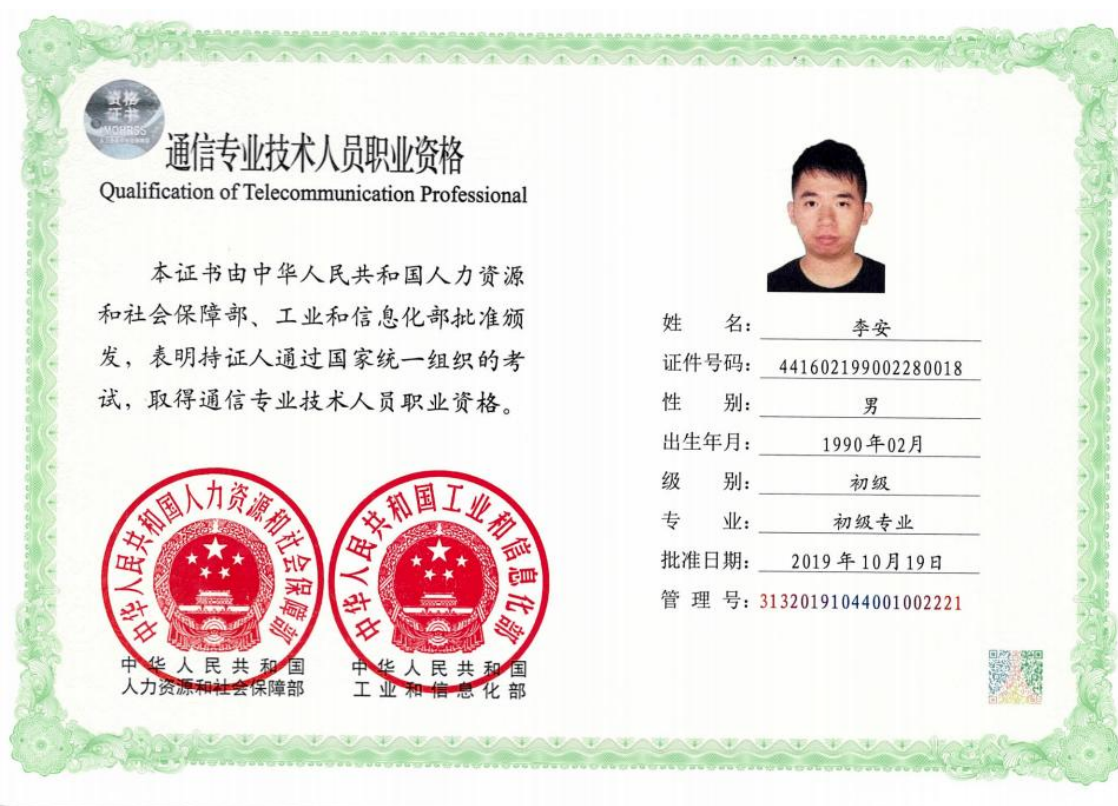 资格
证书
MOHRSS
通信专业技术人员职业资格
Qualification of Telecommunication Professional
本证书由中华人民共和国人力资源
和社会保障部、工业和信息化部批准颁
发，表明持证人通过国家统一组织的考
试，取得通信专业技术人员职业资格。
中华人民共和国人力资源和社会保障部
中华人民共和国
人力资源和社会保障部
中华人民共和国工业和信息化部
中华人民共和国
工业和信息化部
姓 名： 李安
证件号码： 441602199002280018
性 别： 男
出生年月： 1990年02月
级 别： 初级
专 业： 初级专业
批准日期： 2019年10月19日
管 理 号： 31320191044001002221